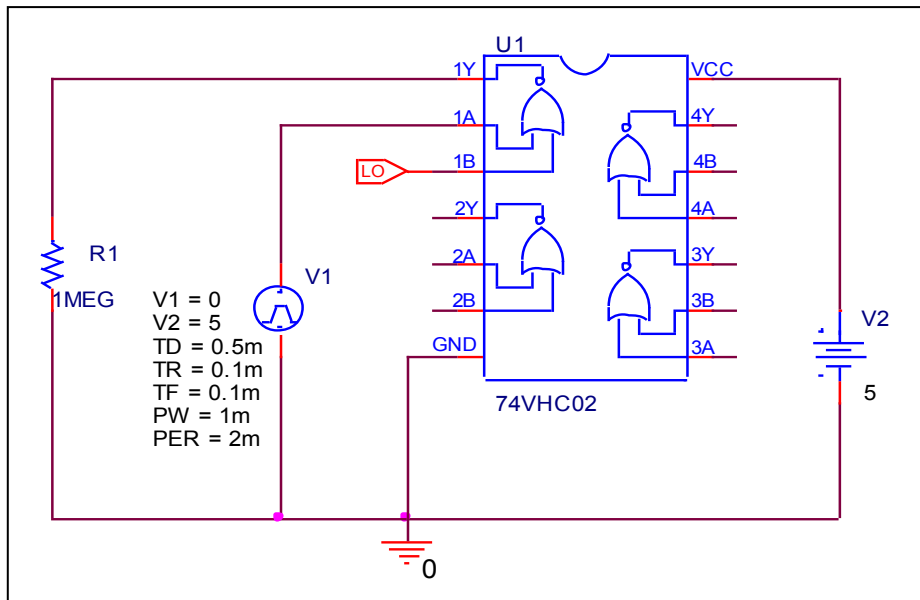 U1
1Y
VCC
1A
4Y
1B
4B
LO
2Y
4A
2A
3Y
2B
3B
GND
3A
R1
1MEG
V1
V1 = 0
V2 = 5
TD = 0.5m
TR = 0.1m
TF = 0.1m
PW = 1m
PER = 2m
V2
5
74VHC02
0